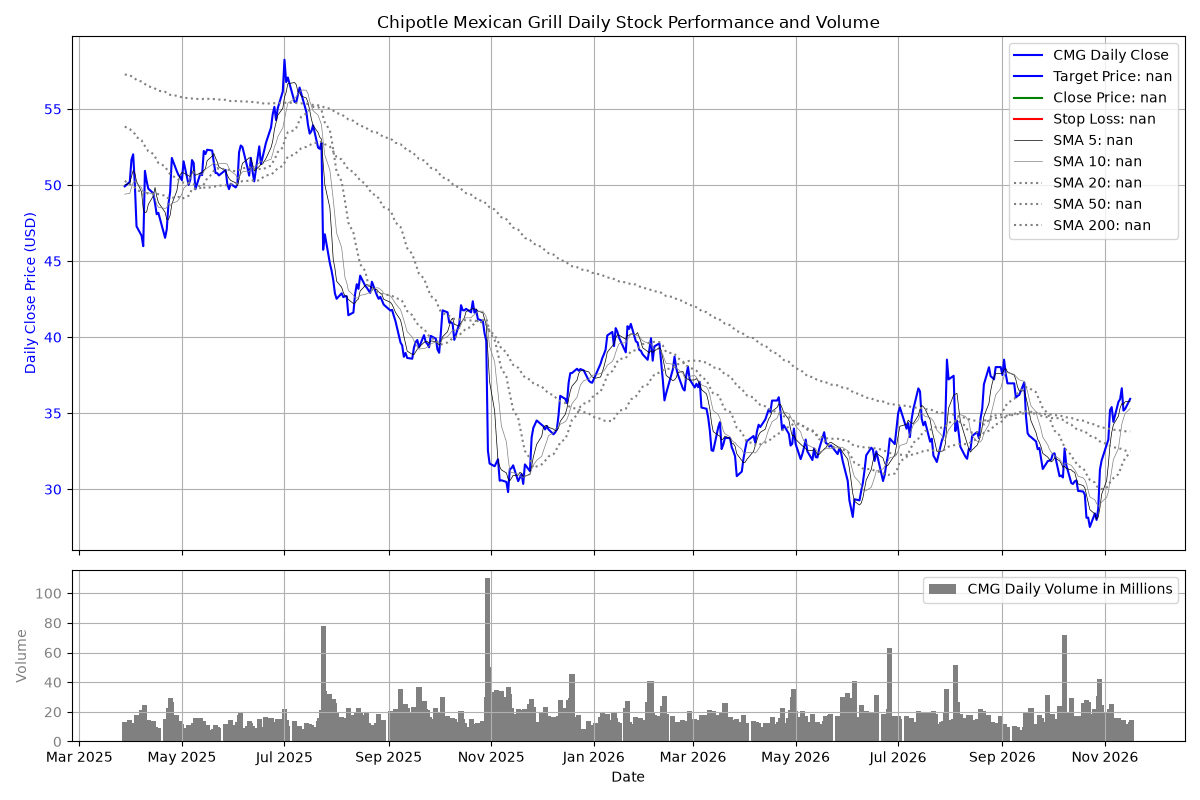 Chipotle Mexican Grill Daily Stock Performance and Volume
Daily Close Price (USD)
55
50
45
40
35
30
CMG Daily Close
Target Price: nan
Close Price: nan
Stop Loss: nan
SMA 5: nan
SMA 10: nan
SMA 20: nan
SMA 50: nan
SMA 200: nan
Volume
100
80
60
40
20
0
CMG Daily Volume in Millions
Mar 2025 May 2025 Jul 2025 Sep 2025 Nov 2025 Jan 2026 Mar 2026 May 2026 Jul 2026 Sep 2026 Nov 2026
Date